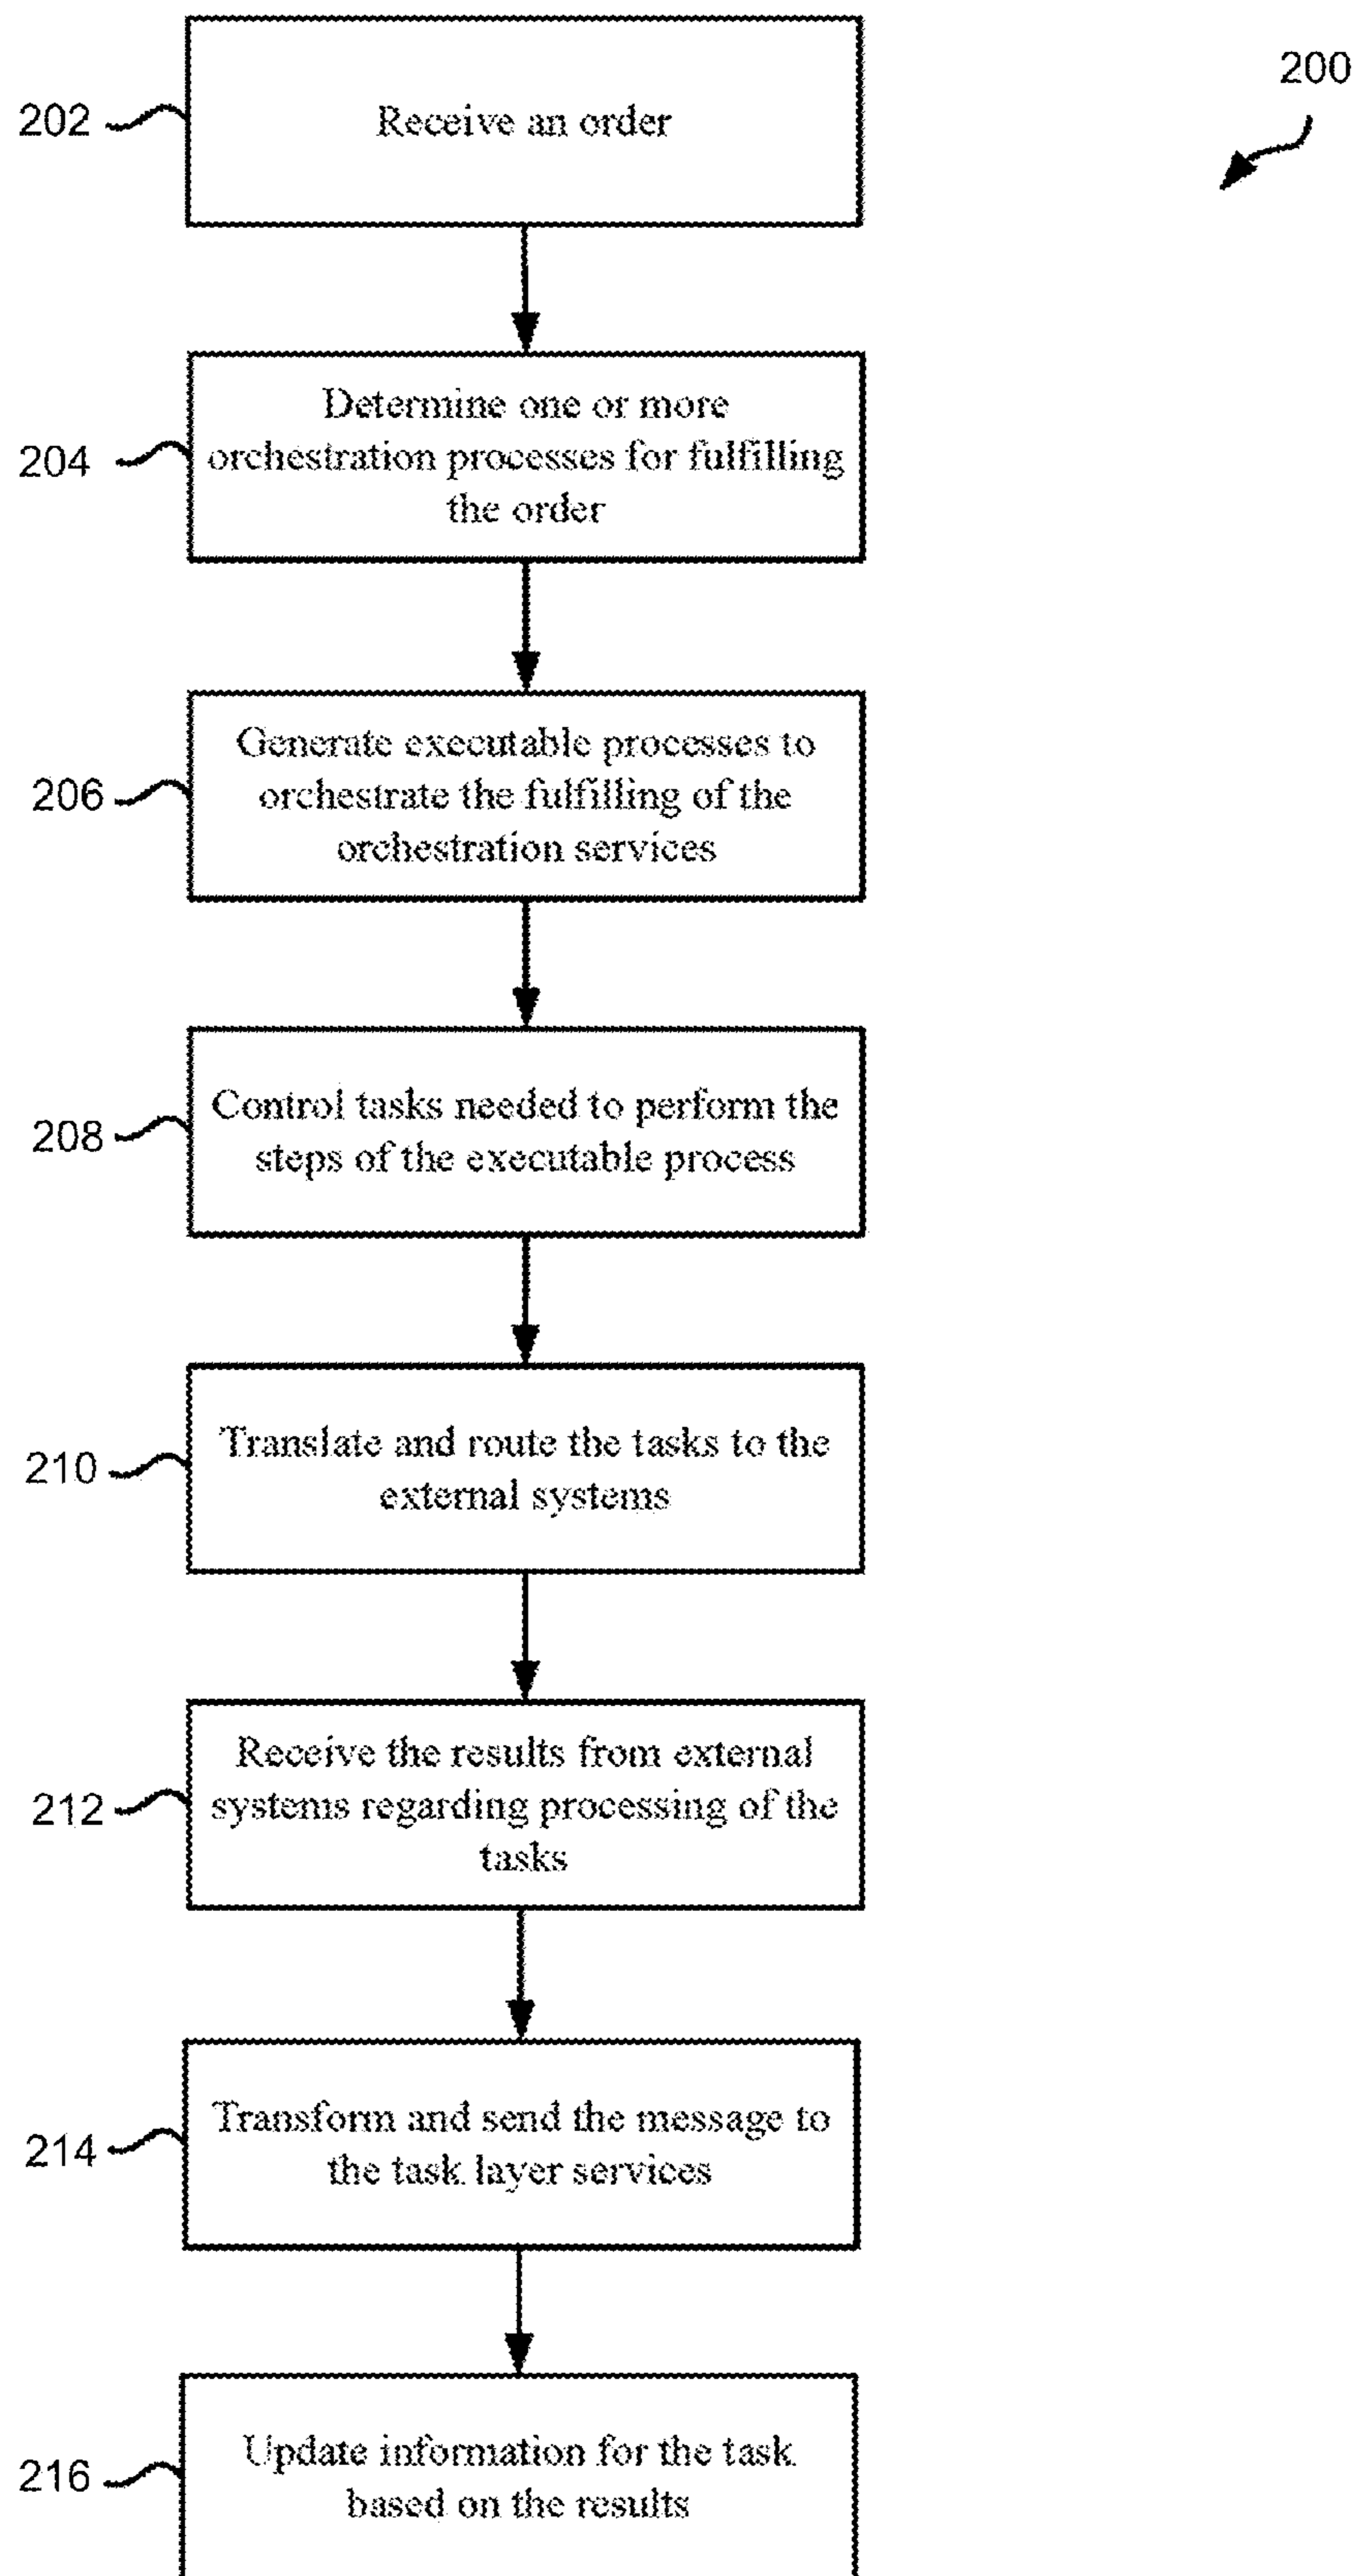 200
202
Receive an order
204
Determine one or more
orchestration processes for fulfilling
the order
206
Generate executable processes to
orchestrate the fulfilling of the
orchestration services
208
Control tasks needed to perform the
steps of the executable process
210
Translate and route the tasks to the
external systems
212
Receive the results from external
systems regarding processing of the
tasks
214
Transform and send the message to
the task layer services
216
Update information for the task
based on the results